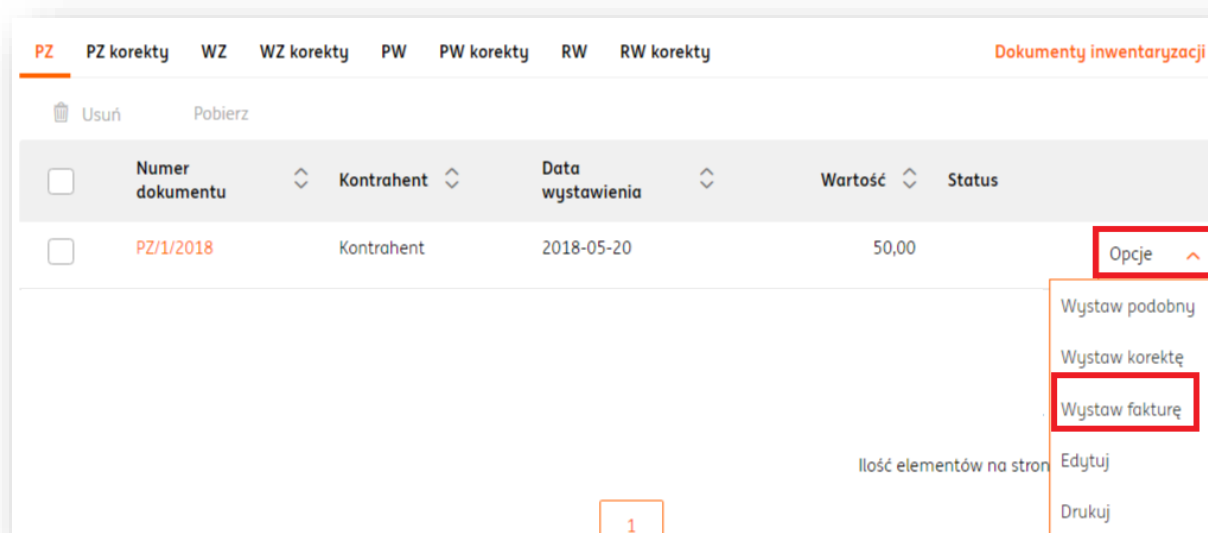 PZ PZ korekty WZ WZ korekty PW PW korekty RW RW korekty Dokumenty inwentaryzacji
Usuń Pobierz
Numer dokumentu Kontrahent Data wystawienia Wartość Status
PZ/1/2018 Kontrahent 2018-05-20 50,00 Opcje
Wystaw podobny
Wystaw korektę
Wystaw fakturę
Ilość elementów na stron Edytuj
1 Drukuj